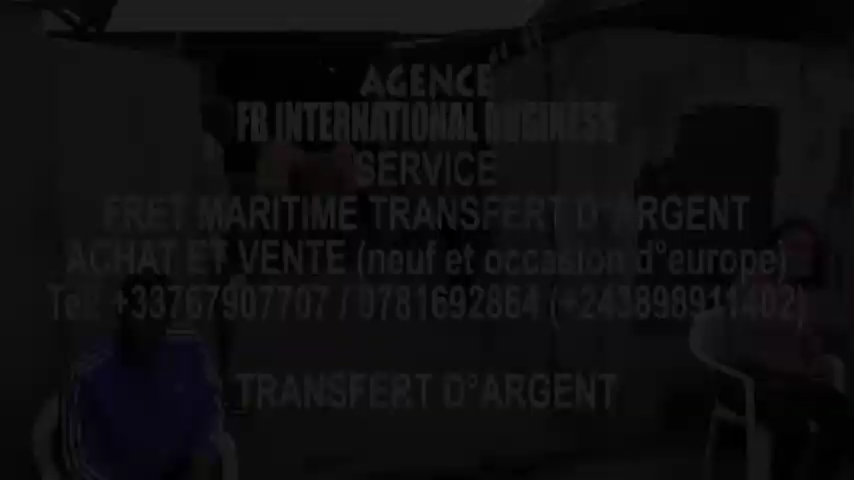 AGENCE
FB INTERNATIONAL BUSINESS
SERVICE
FRET MARITIME TRANSFERT D°ARGENT
ACHAT ET VENTE (neuf et occasion d°europe)
Tel: +33767907707 / 0781692864 (+243898911402)
TRANSFERT D°ARGENT